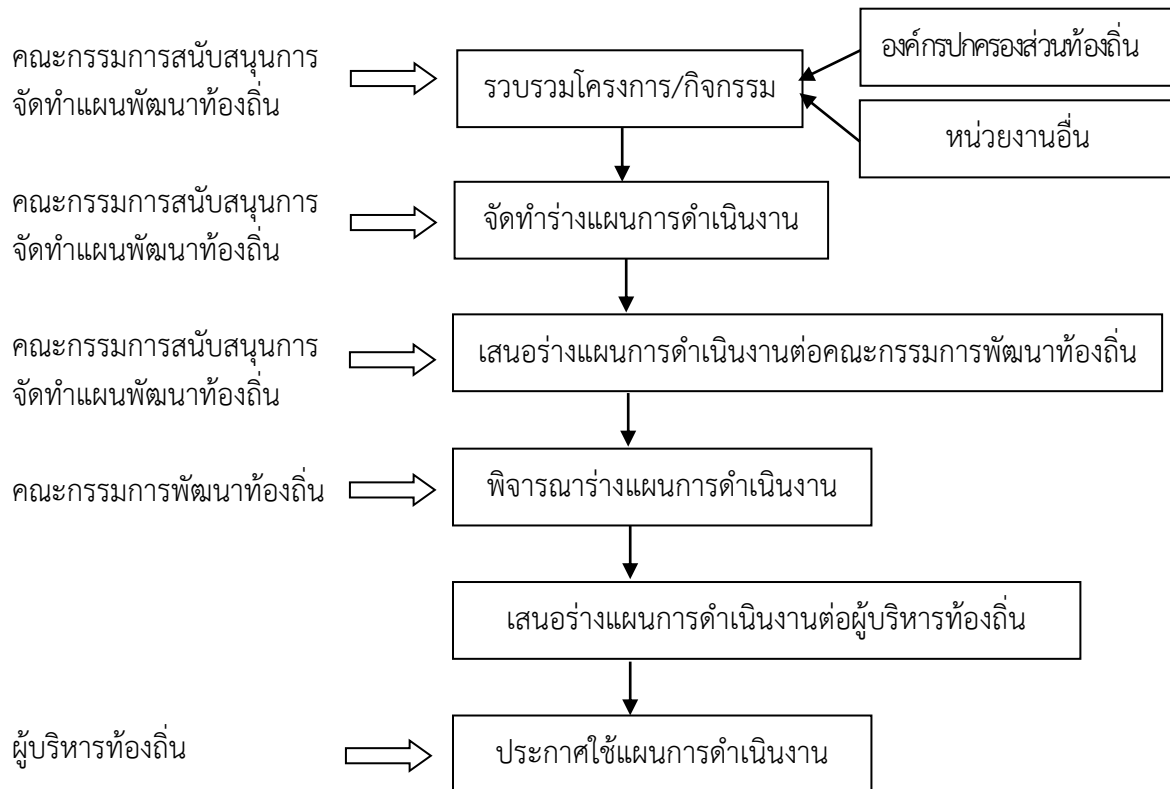 คณะกรรมการสนับสนุนการ
จัดทำแผนพัฒนาท้องถิ่น
รวบรวมโครงการ/กิจกรรม
องค์กรปกครองส่วนท้องถิ่น
หน่วยงานอื่น
คณะกรรมการสนับสนุนการ
จัดทำแผนพัฒนาท้องถิ่น
จัดทำร่างแผนการดำเนินงาน
คณะกรรมการสนับสนุนการ
จัดทำแผนพัฒนาท้องถิ่น
เสนอร่างแผนการดำเนินงานต่อคณะกรรมการพัฒนาท้องถิ่น
คณะกรรมการพัฒนาท้องถิ่น
พิจารณาร่างแผนการดำเนินงาน
เสนอร่างแผนการดำเนินงานต่อผู้บริหารท้องถิ่น
ผู้บริหารท้องถิ่น
ประกาศใช้แผนการดำเนินงาน